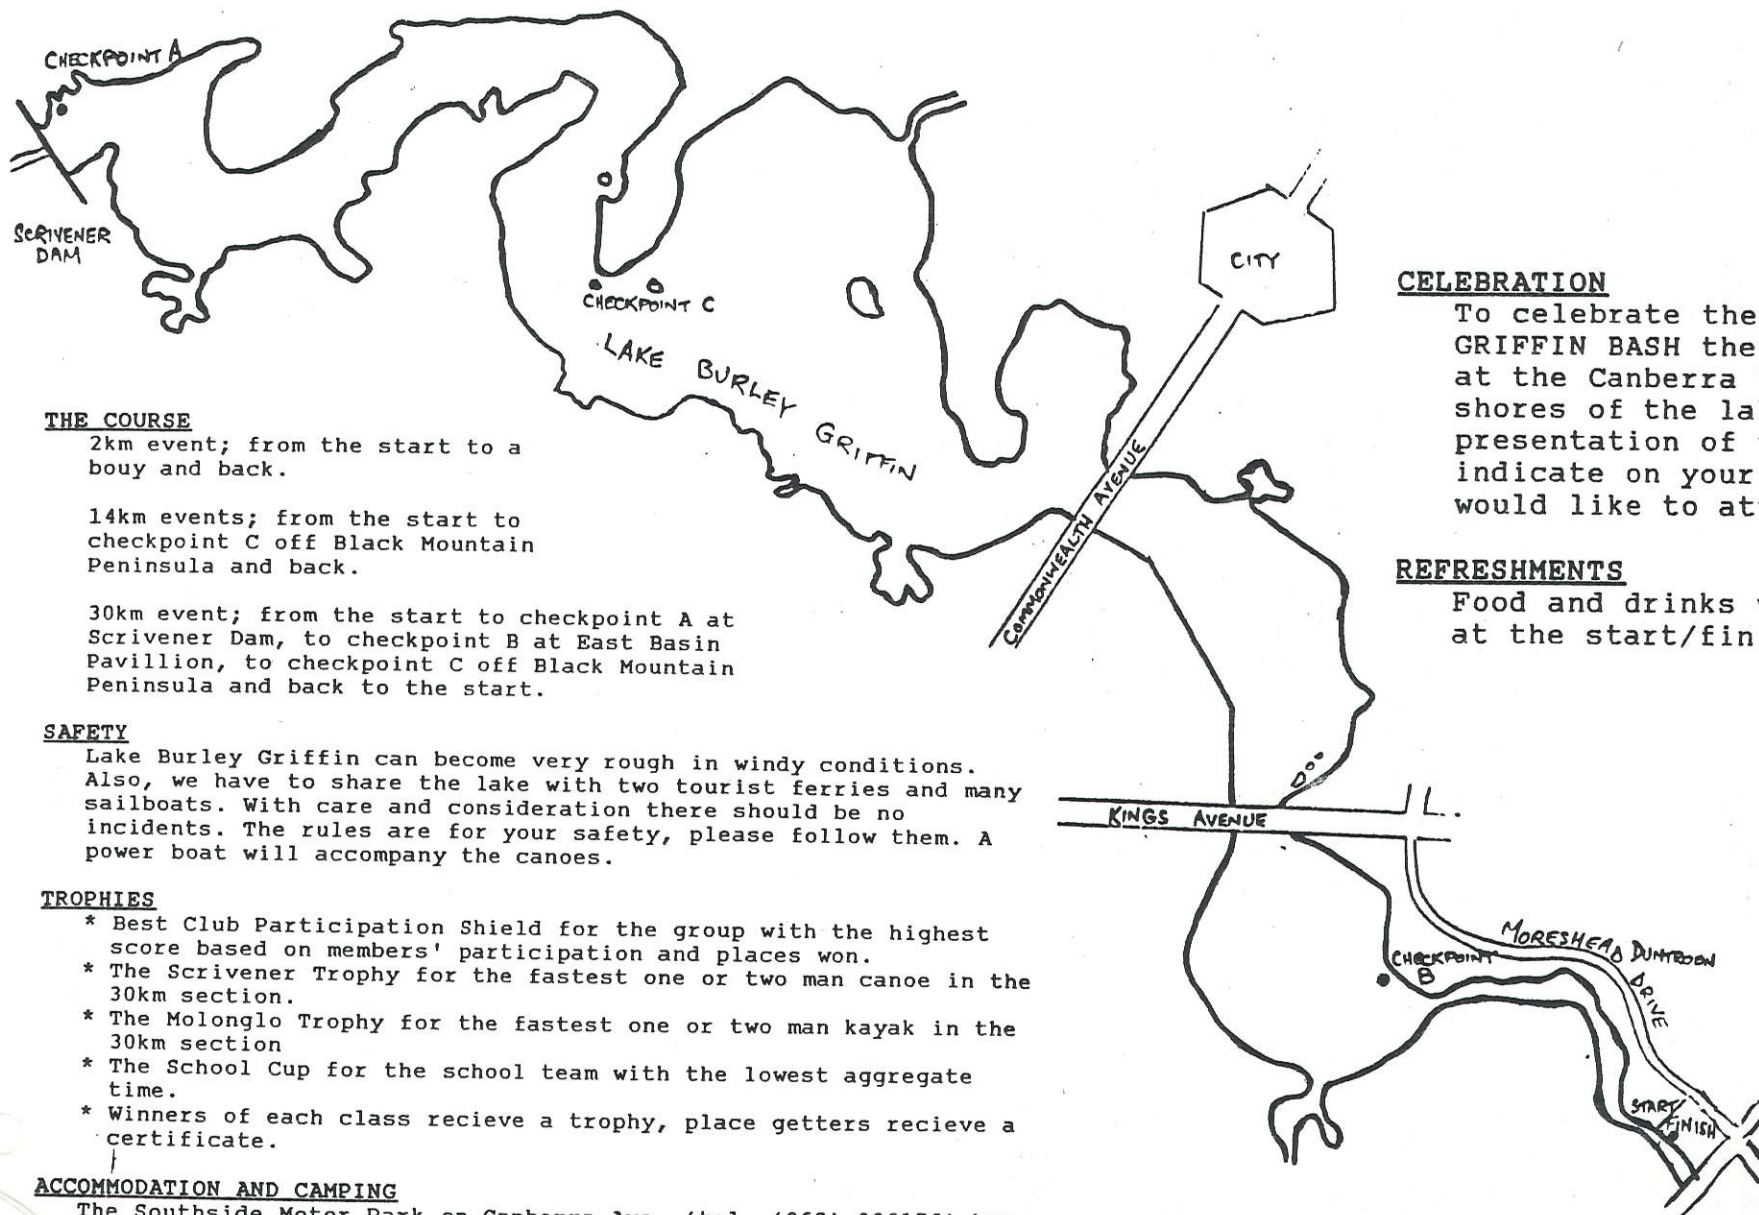 CHECKPOINT A
SCRIVENER
DAM
CHECKPOINT C
LAKE BURLEY GRIFFIN
CITY
COMMONWEALTH AVENUE
KINGS AVENUE
MORESHEAD DUNTROON
DRIVE
CHECKPOINT
B
START/
FINISH
THE COURSE
2km event; from the start to a
bouy and back.
14km events; from the start to
checkpoint C off Black Mountain
Peninsula and back.
30km event; from the start to checkpoint A at
Scrivener Dam, to checkpoint B at East Basin
Pavillion, to checkpoint C off Black Mountain
Peninsula and back to the start.
SAFETY
Lake Burley Griffin can become very rough in windy conditions.
Also, we have to share the lake with two tourist ferries and many
sailboats. With care and consideration there should be no
incidents. The rules are for your safety, please follow them. A
power boat will accompany the canoes.
TROPHIES
* Best Club Participation Shield for the group with the highest
score based on members' participation and places won.
* The Scrivener Trophy for the fastest one or two man canoe in the
30km section.
* The Molonglo Trophy for the fastest one or two man kayak in the
30km section
* The School Cup for the school team with the lowest aggregate
time.
* Winners of each class recieve a trophy, place getters recieve a
certificate.
ACCOMMODATION AND CAMPING
The Southside Motor Park on Canberra Ave.
CELEBRATION
To celebrate the
GRIFFIN BASH the
at the Canberra
shores of the la
presentation of
indicate on your
would like to at
REFRESHMENTS
Food and drinks
at the start/fin